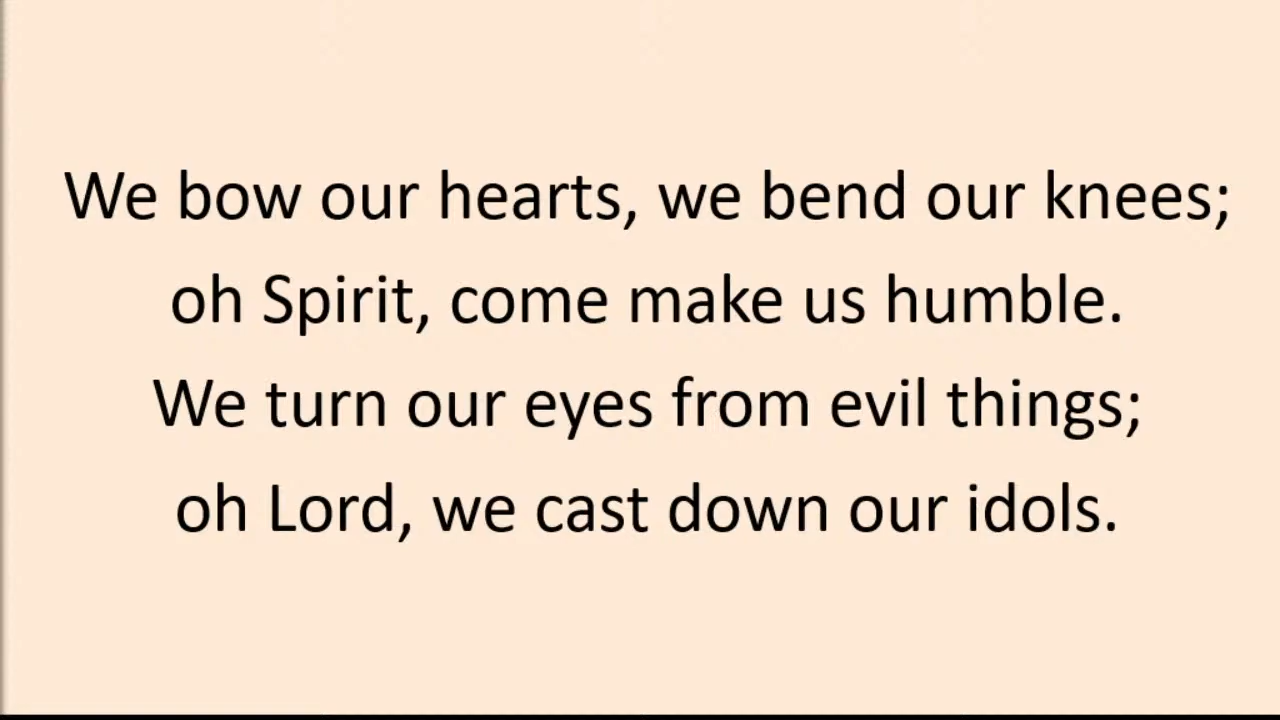 We bow our hearts, we bend our knees;
oh Spirit, come make us humble.
We turn our eyes from evil things;
oh Lord, we cast down our idols.